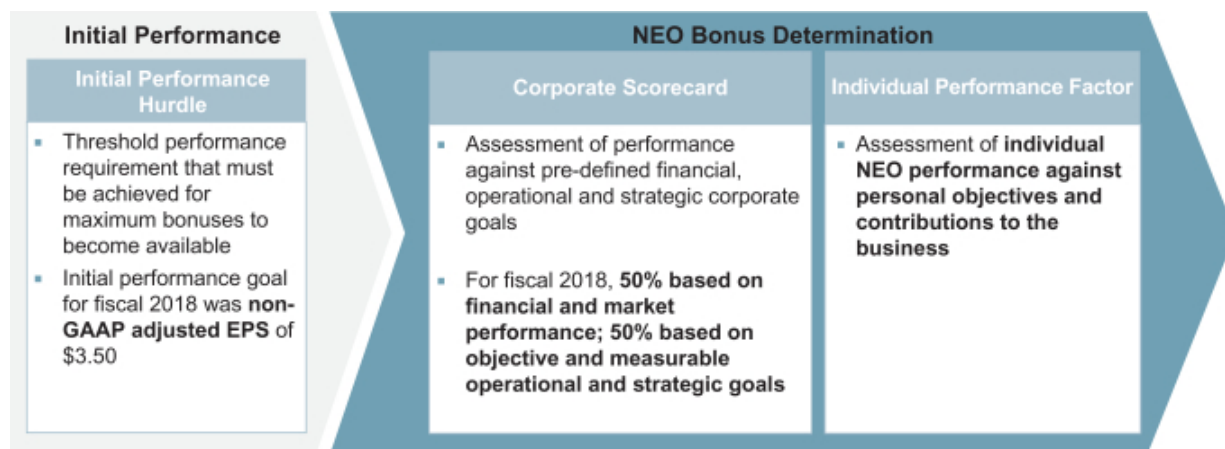 Initial Performance
Initial Performance
Hurdle
▪ Threshold performance
requirement that must
be achieved for
maximum bonuses to
become available
▪ Initial performance goal
for fiscal 2018 was non-
GAAP adjusted EPS of
$3.50
NEO Bonus Determination
Corporate Scorecard
▪ Assessment of performance
against pre-defined financial,
operational and strategic corporate
goals
▪ For fiscal 2018, 50% based on
financial and market
performance; 50% based on
objective and measurable
operational and strategic goals
Individual Performance Factor
▪ Assessment of individual
NEO performance against
personal objectives and
contributions to the
business